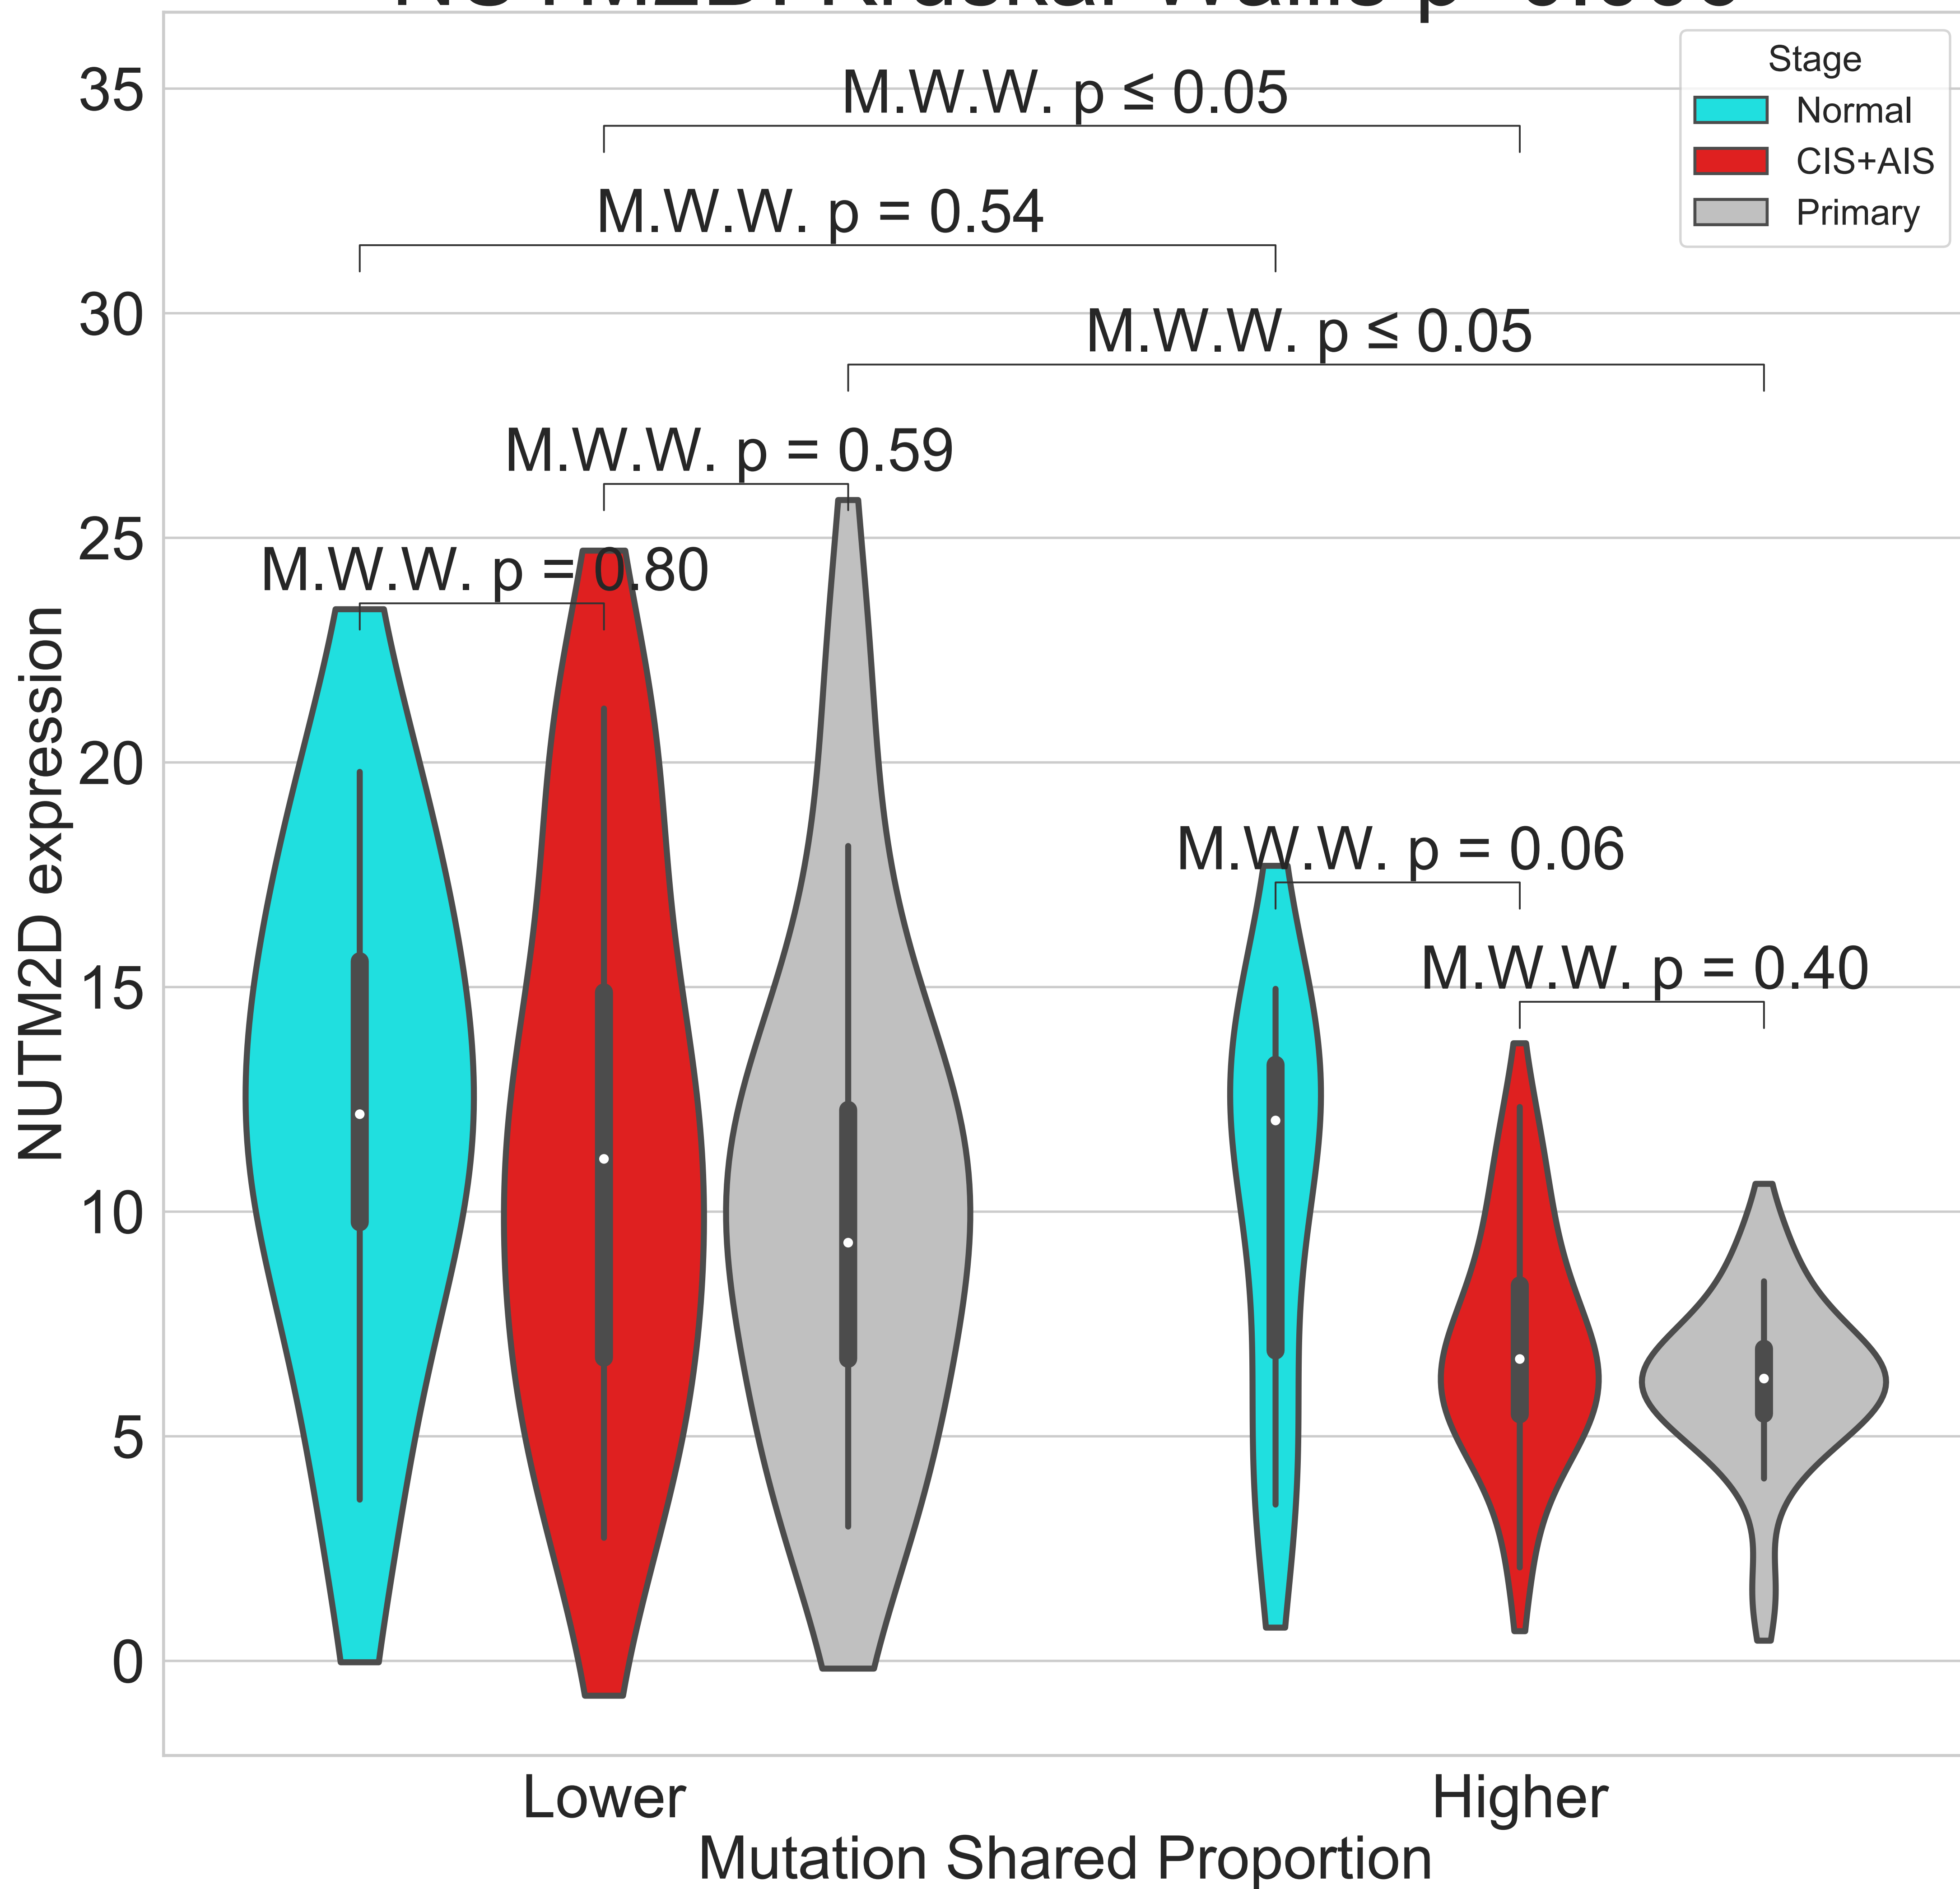 Stage
Normal
CIS+AIS
Primary
M.W.W. p ≤ 0.05
M.W.W. p = 0.54
M.W.W. p ≤ 0.05
M.W.W. p = 0.59
M.W.W. p = 0.80
M.W.W. p = 0.06
M.W.W. p = 0.40
35
30
25
20
15
10
5
0
NUTM2D expression
Lower
Higher
Mutation Shared Proportion